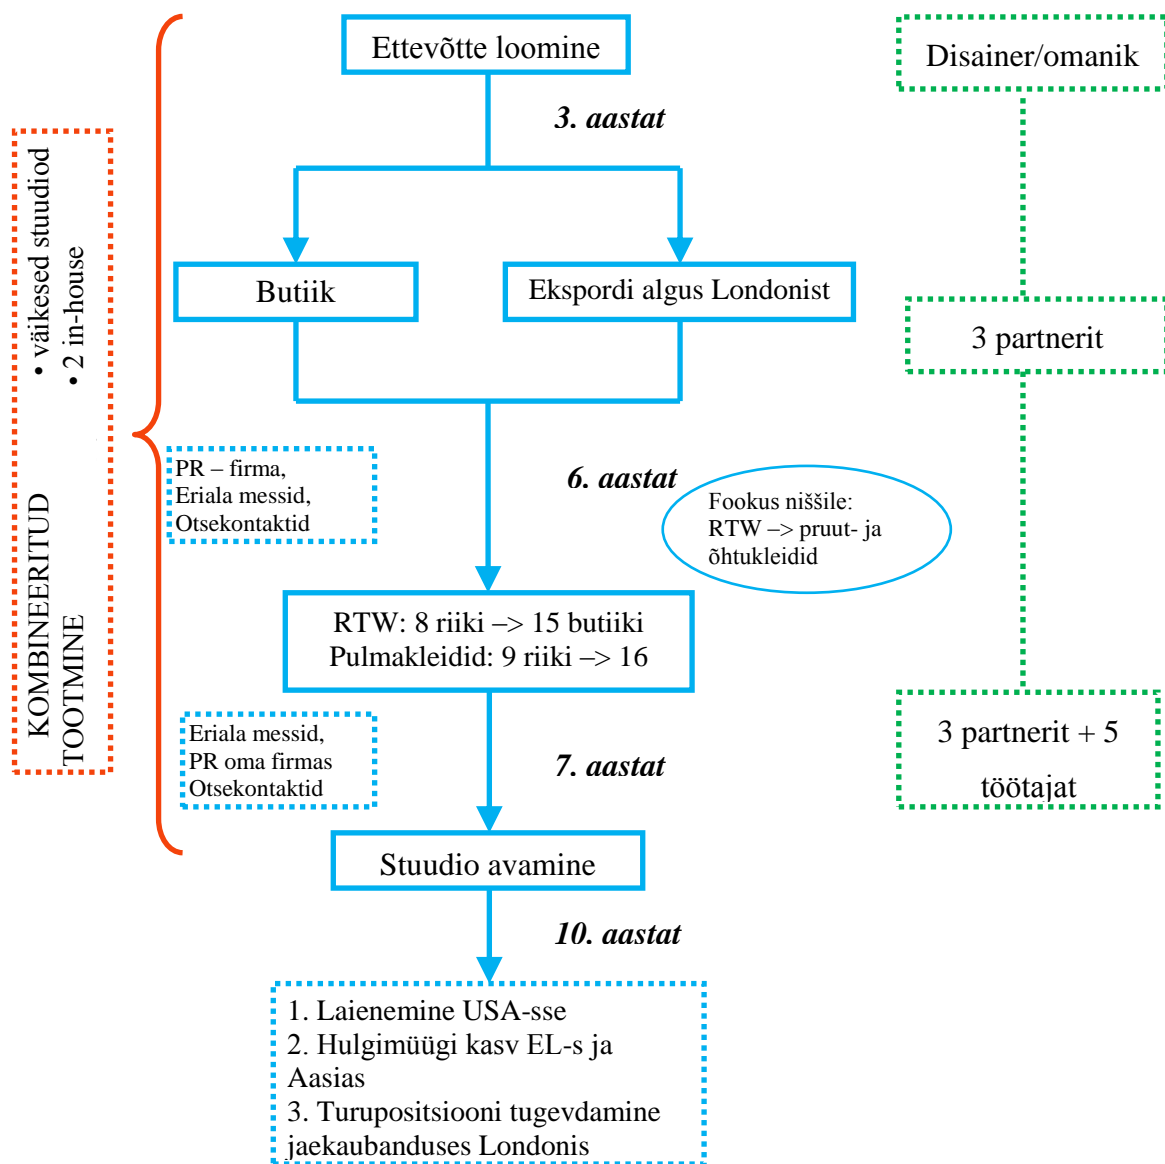 Ettevõtte loomine
Disainer/omanik
3. aastat
• väikesed stuudiod
• 2 in-house
KOMBINEERITUD
TOOTMINE
Butiik
Ekspordi algus Londonist
3 partnerit
PR – firma,
Eriala messid,
Otsekontaktid
6. aastat
Fookus niššile:
RTW –> pruut- ja
õhtukleidid
RTW: 8 riiki –> 15 butiiki
Pulmakleidid: 9 riiki –> 16
Eriala messid,
PR oma firmas
Otsekontaktid
7. aastat
3 partnerit + 5
töötajat
Stuudio avamine
10. aastat
1. Laienemine USA-sse
2. Hulgimüügi kasv EL-s ja
Aasias
3. Turupositsiooni tugevdamine
jaekaubanduses Londonis